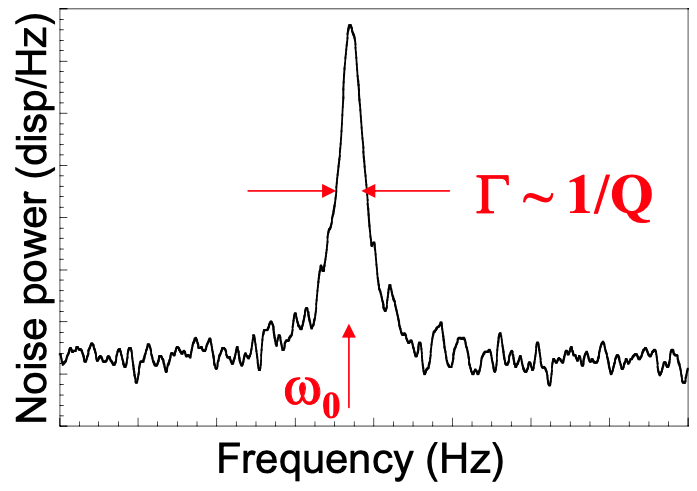 Noise power (disp/Hz)
Γ ~ 1/Q
ω₀
Frequency (Hz)